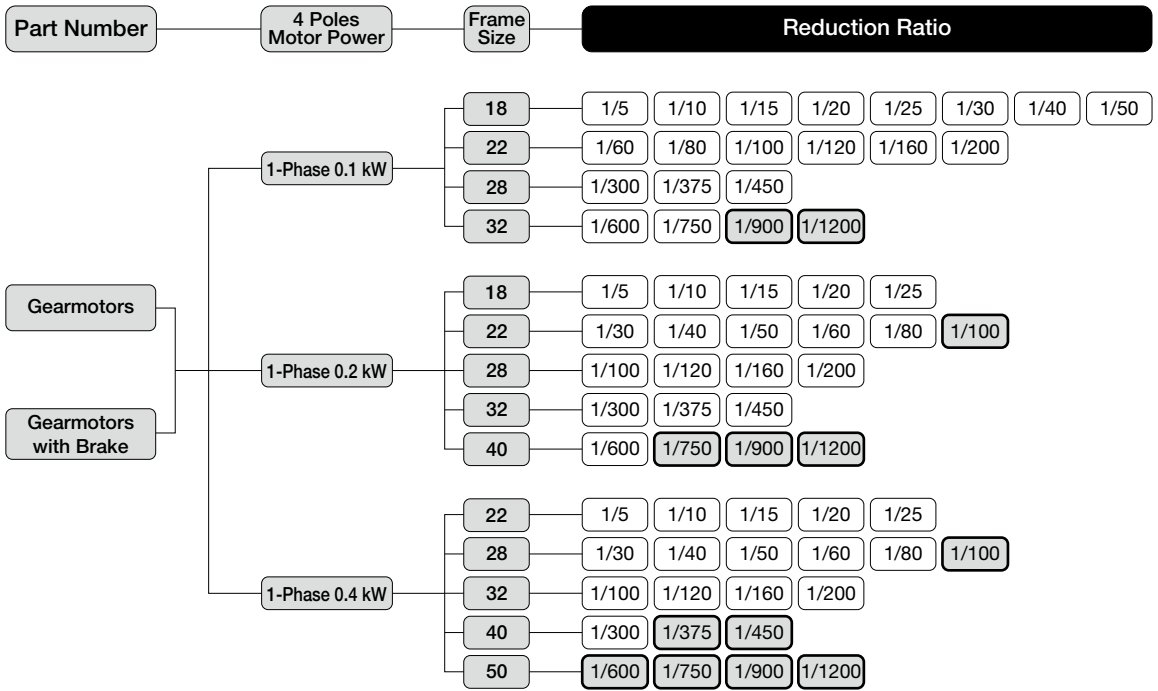 Part Number
4 Poles
Motor Power
Frame
Size
Reduction Ratio
18 1/5 1/10 1/15 1/20 1/25 1/30 1/40 1/50
22 1/60 1/80 1/100 1/120 1/160 1/200
1-Phase 0.1 kW
28 1/300 1/375 1/450
32 1/600 1/750 1/900 1/1200
Gearmotors
18 1/5 1/10 1/15 1/20 1/25
22 1/30 1/40 1/50 1/60 1/80 1/100
1-Phase 0.2 kW
28 1/100 1/120 1/160 1/200
32 1/300 1/375 1/450
Gearmotors
with Brake
40 1/600 1/750 1/900 1/1200
22 1/5 1/10 1/15 1/20 1/25
28 1/30 1/40 1/50 1/60 1/80 1/100
1-Phase 0.4 kW
32 1/100 1/120 1/160 1/200
40 1/300 1/375 1/450
50 1/600 1/750 1/900 1/1200